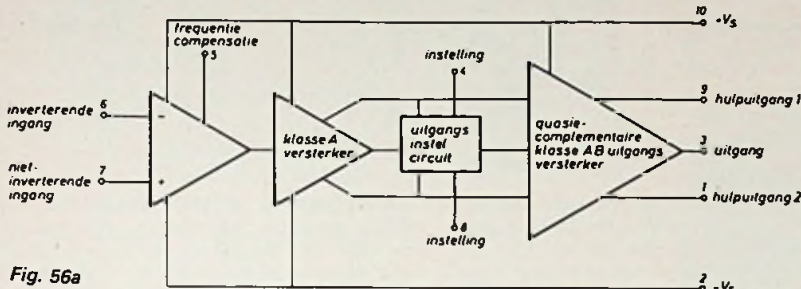 10
+Vs
frequentie
compensatie
5
instelling
4
inverterende
ingang
6
−
klasse A
versterker
uitgangs
instel
circuit
quasie-
complementaire
klasse AB uitgangs
versterker
9
hulpuitgang 1
3
uitgang
niet-
inverterende
ingang
7
+
1
hulpuitgang 2
8
instelling
Fig. 56a
2
-Vs